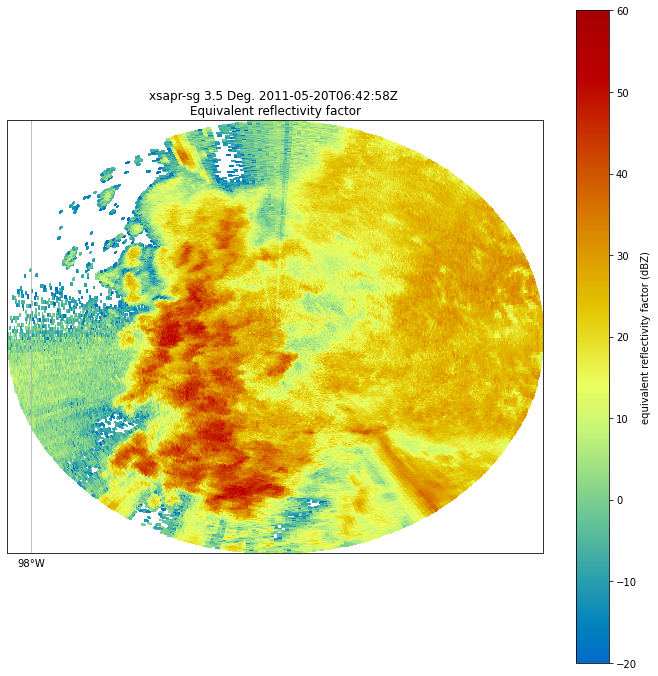 xsapr-sg 3.5 Deg. 2011-05-20T06:42:58Z
Equivalent reflectivity factor
98°W
60
50
40
30
20
10
0
−10
−20
equivalent reflectivity factor (dBZ)